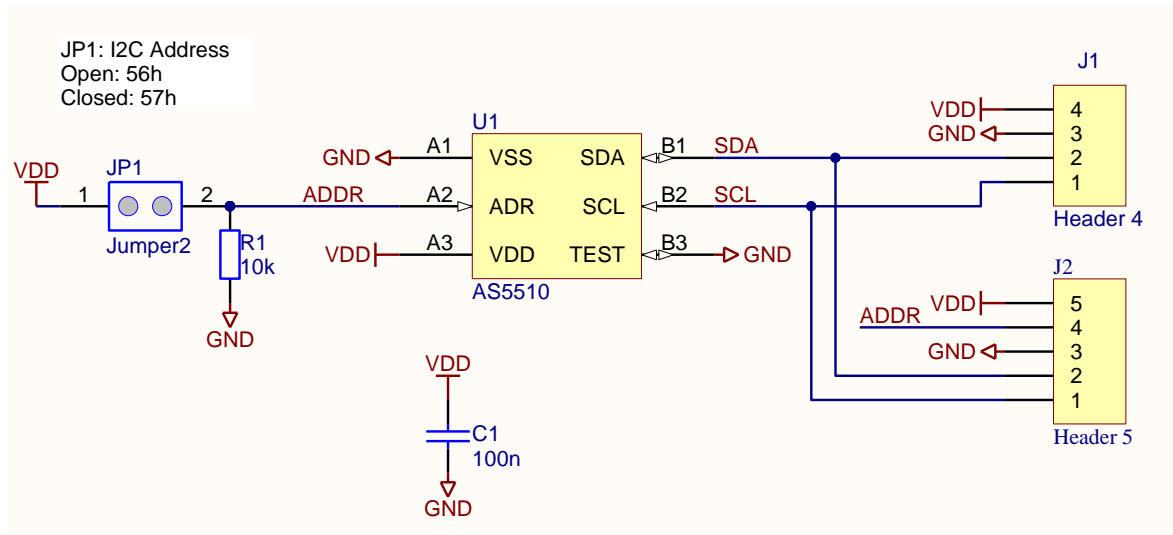 JP1: I2C Address
Open: 56h
Closed: 57h
VDD
JP1
1
2
Jumper2
R1
10k
GND
ADDR
U1
GND
A1
VSS
SDA
B1
SDA
A2
ADR
SCL
B2
SCL
VDD
A3
VDD
TEST
B3
GND
AS5510
VDD
C1
100n
GND
J1
VDD
4
GND
3
2
1
Header 4
J2
VDD
5
ADDR
4
GND
3
2
1
Header 5